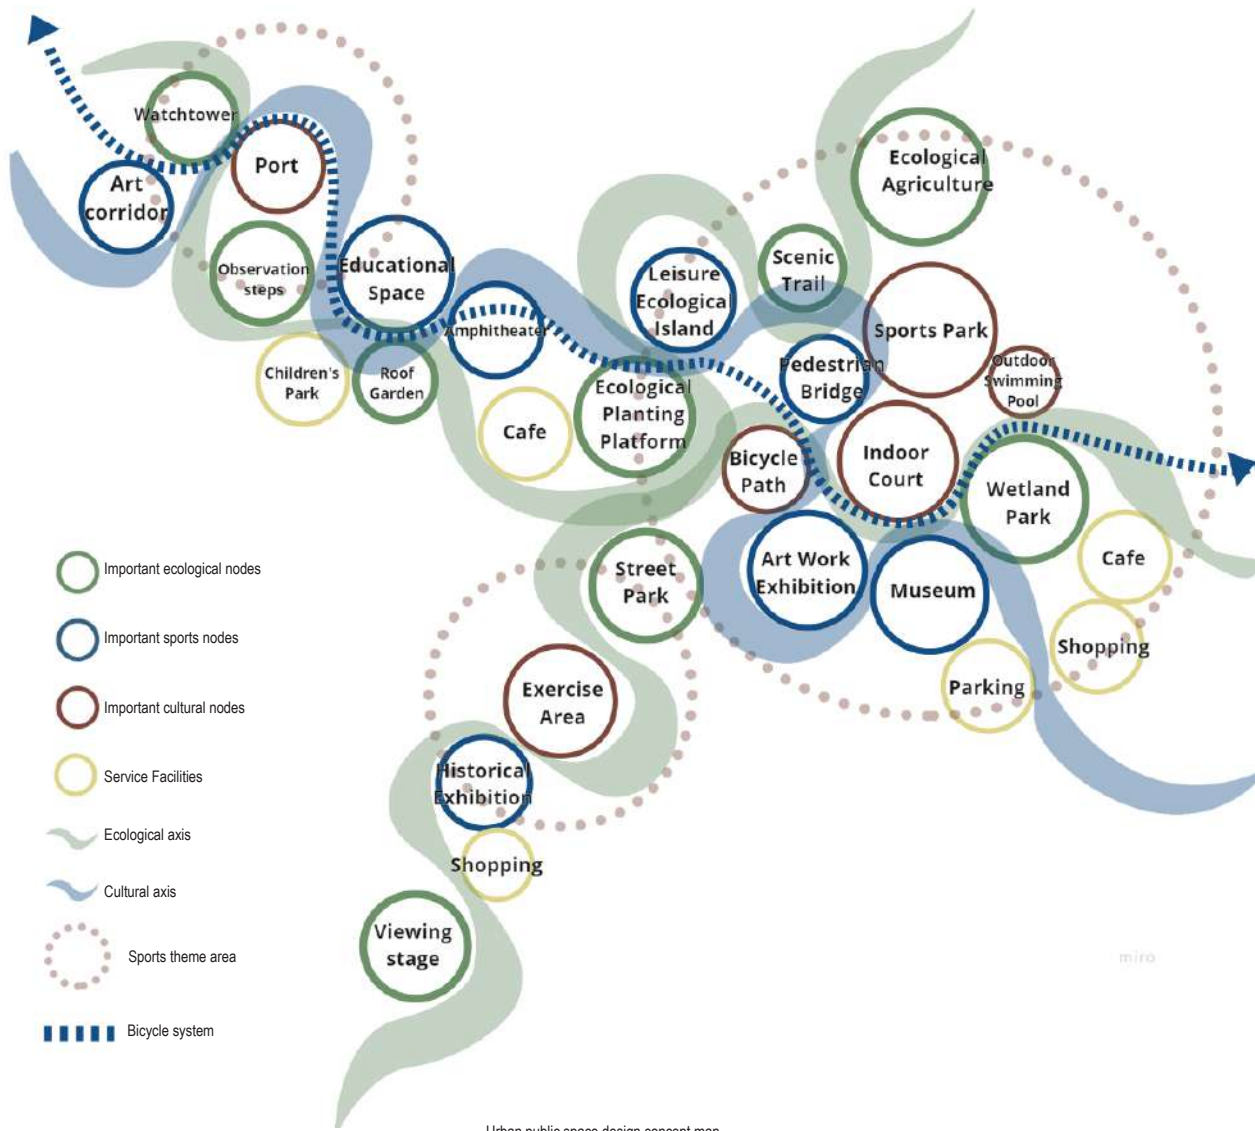 Watchtower
Port
Art
corridor
Observation
steps
Educational
Space
Amphitheater
Children's
Park
Roof
Garden
Cafe
Ecological
Planting
Platform
Leisure
Ecological
Island
Scenic
Trail
Ecological
Agriculture
Sports Park
Pedestrian
Bridge
Outdoor
Swimming
Pool
Bicycle
Path
Indoor
Court
Wetland
Park
Art Work
Exhibition
Museum
Cafe
Shopping
Parking
Street
Park
Exercise
Area
Historical
Exhibition
Shopping
Viewing
stage
Important ecological nodes
Important sports nodes
Important cultural nodes
Service Facilities
Ecological axis
Cultural axis
Sports theme area
Bicycle system
miro
Urban public space design concept map